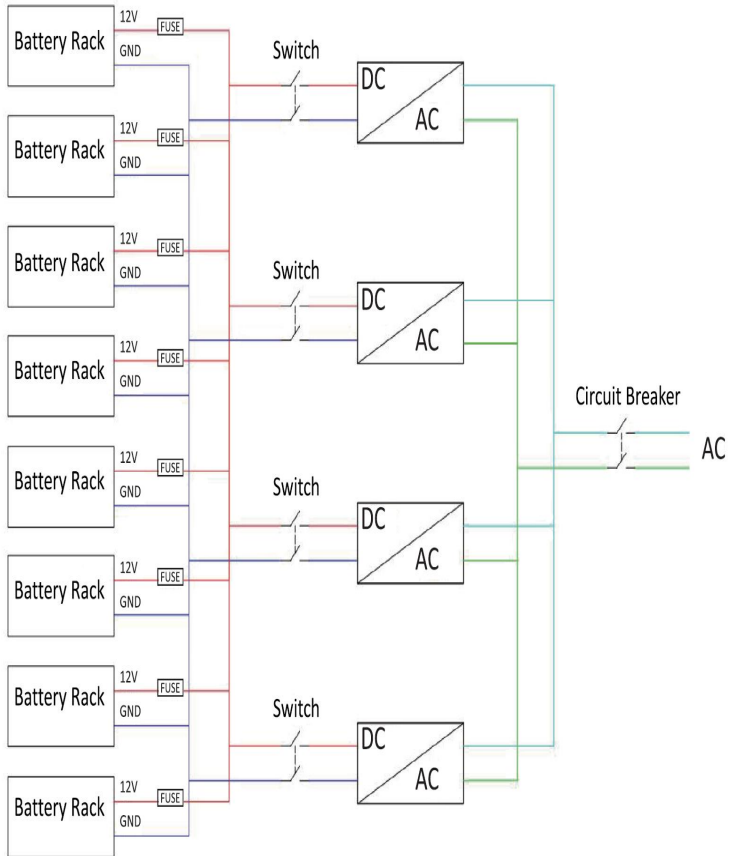 12V
FUSE
Battery Rack
GND
Switch
DC
AC
12V
FUSE
Battery Rack
GND
12V
FUSE
Battery Rack
GND
Switch
DC
AC
12V
FUSE
Battery Rack
GND
Circuit Breaker
AC
12V
FUSE
Battery Rack
GND
Switch
DC
AC
12V
FUSE
Battery Rack
GND
12V
FUSE
Battery Rack
GND
Switch
DC
AC
12V
FUSE
Battery Rack
GND